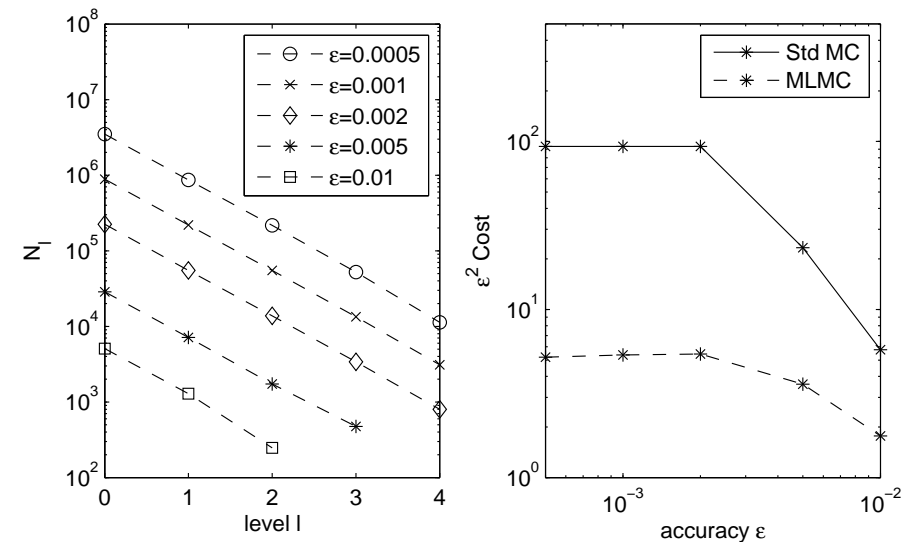 10^8
10^7
10^6
10^5
10^4
10^3
10^2
N_l
0 1 2 3 4
level l
ε=0.0005
ε=0.001
ε=0.002
ε=0.005
ε=0.01
10^2
10^1
10^0
ε^2 Cost
10^−3 10^−2
accuracy ε
Std MC
MLMC